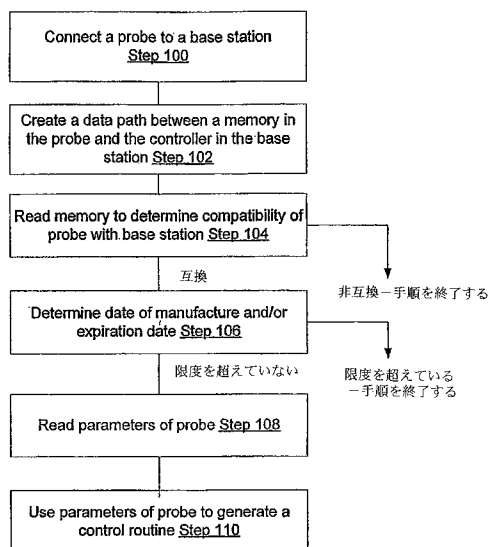 Connect a probe to a base station
Step 100
Create a data path between a memory in
the probe and the controller in the base
station Step 102
Read memory to determine compatibility of
probe with base station Step 104
互換
非互換－手順を終了する
Determine date of manufacture and/or
expiration date Step 106
限度を超えていない
限度を超えている
－手順を終了する
Read parameters of probe Step 108
Use parameters of probe to generate a
control routine Step 110